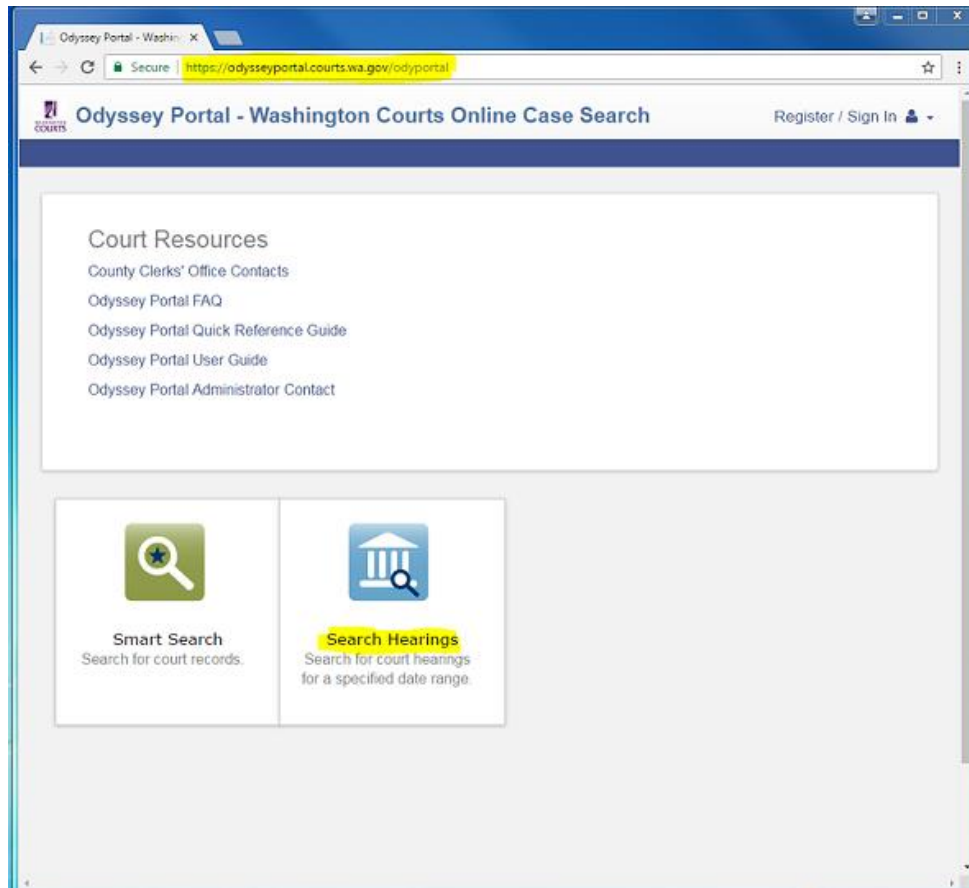 Odyssey Portal - Washin
Secure | https://odysseyportal.courts.wa.gov/odyportal
COURTS
Odyssey Portal - Washington Courts Online Case Search
Register / Sign In
Court Resources
County Clerks' Office Contacts
Odyssey Portal FAQ
Odyssey Portal Quick Reference Guide
Odyssey Portal User Guide
Odyssey Portal Administrator Contact
Smart Search
Search for court records.
Search Hearings
Search for court hearings
for a specified date range.